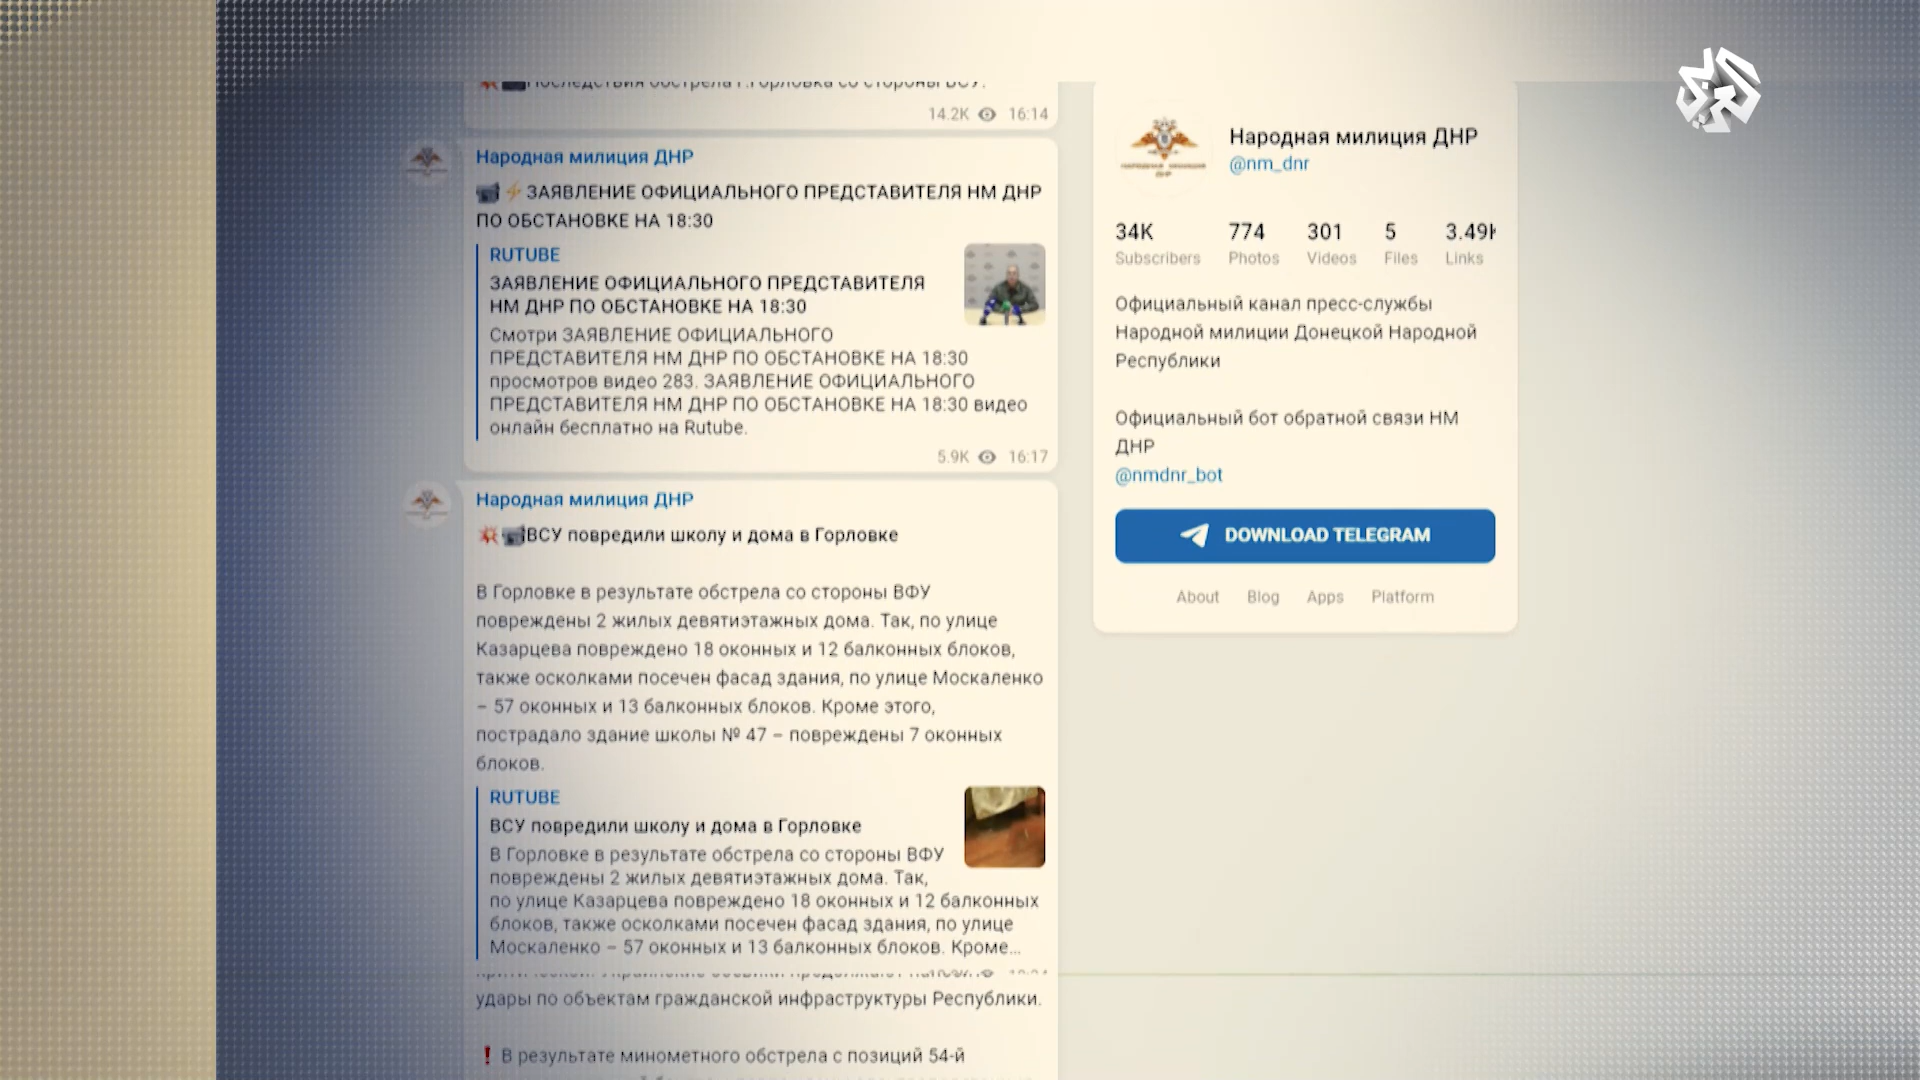 Последствия обстрела г.Горловка со стороны ВСУ.
14.2K 16:14
Народная милиция ДНР
ЗАЯВЛЕНИЕ ОФИЦИАЛЬНОГО ПРЕДСТАВИТЕЛЯ НМ ДНР
ПО ОБСТАНОВКЕ НА 18:30
RUTUBE
ЗАЯВЛЕНИЕ ОФИЦИАЛЬНОГО ПРЕДСТАВИТЕЛЯ
НМ ДНР ПО ОБСТАНОВКЕ НА 18:30
Смотри ЗАЯВЛЕНИЕ ОФИЦИАЛЬНОГО
ПРЕДСТАВИТЕЛЯ НМ ДНР ПО ОБСТАНОВКЕ НА 18:30
просмотров видео 283. ЗАЯВЛЕНИЕ ОФИЦИАЛЬНОГО
ПРЕДСТАВИТЕЛЯ НМ ДНР ПО ОБСТАНОВКЕ НА 18:30 видео
онлайн бесплатно на Rutube.
5.9K 16:17
Народная милиция ДНР
ВСУ повредили школу и дома в Горловке
В Горловке в результате обстрела со стороны ВФУ
повреждены 2 жилых девятиэтажных дома. Так, по улице
Казарцева повреждено 18 оконных и 12 балконных блоков,
также осколками посечен фасад здания, по улице Москаленко
– 57 оконных и 13 балконных блоков. Кроме этого,
пострадало здание школы № 47 – повреждены 7 оконных
блоков.
RUTUBE
ВСУ повредили школу и дома в Горловке
В Горловке в результате обстрела со стороны ВФУ
повреждены 2 жилых девятиэтажных дома. Так,
по улице Казарцева повреждено 18 оконных и 12 балконных
блоков, также осколками посечен фасад здания, по улице
Москаленко – 57 оконных и 13 балконных блоков. Кроме...
удары по объектам гражданской инфраструктуры Республики.
❗ В результате минометного обстрела с позиций 54-й
Народная милиция ДНР
@nm_dnr
34K 774 301 5 3.49K
Subscribers Photos Videos Files Links
Официальный канал пресс-службы
Народной милиции Донецкой Народной
Республики
Официальный бот обратной связи НМ
ДНР
@nmdnr_bot
DOWNLOAD TELEGRAM
About Blog Apps Platform